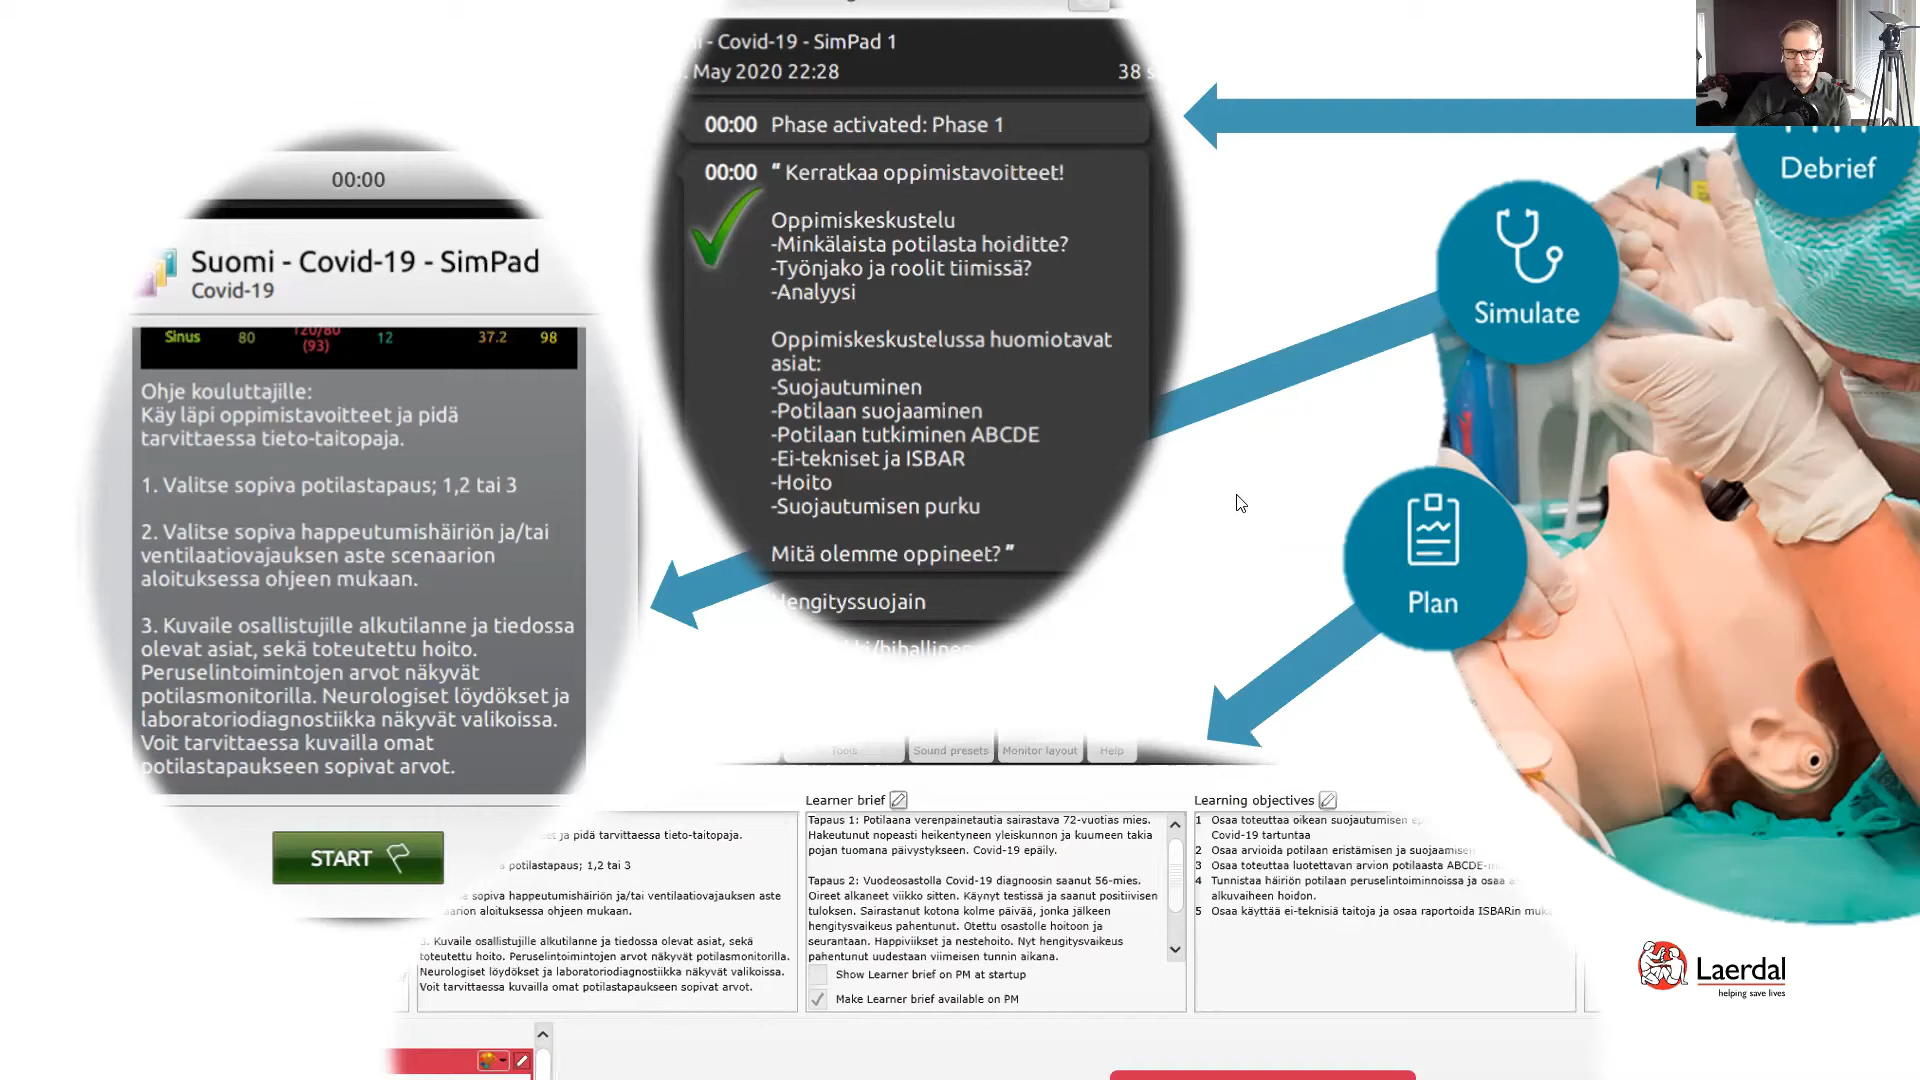 - Covid-19 - SimPad 1
May 2020 22:28
38 s
00:00 Phase activated: Phase 1
00:00 " Kerratkaa oppimistavoitteet!
Oppimiskeskustelu
-Minkälaista potilasta hoiditte?
-Työnjako ja roolit tiimissä?
-Analyysi
Oppimiskeskustelussa huomiotavat
asiat:
-Suojautuminen
-Potilaan suojaaminen
-Potilaan tutkiminen ABCDE
-Ei-tekniset ja ISBAR
-Hoito
-Suojautumisen purku
Mitä olemme oppineet? "
Hengityssuojain
00:00
Suomi - Covid-19 - SimPad
Covid-19
Sinus 80 120/80 12 37.2 98
(93)
Ohje kouluttajille:
Käy läpi oppimistavoitteet ja pidä
tarvittaessa tieto-taitopaja.
1. Valitse sopiva potilastapaus; 1,2 tai 3
2. Valitse sopiva happeutumishäiriön ja/tai
ventilaatiovajauksen aste scenaarion
aloituksessa ohjeen mukaan.
3. Kuvaile osallistujille alkutilanne ja tiedossa
olevat asiat, sekä toteutettu hoito.
Peruselintoimintojen arvot näkyvät
potilasmonitorilla. Neurologiset löydökset ja
laboratoriodiagnostiikka näkyvät valikoissa.
Voit tarvittaessa kuvailla omat
potilastapaukseen sopivat arvot.
START
Debrief
Simulate
Plan
Tools
Sound presets
Monitor layout
Help
et ja pidä tarvittaessa tieto-taitopaja.
potilastapaus; 1,2 tai 3
sopiva happeutumishäiriön ja/tai ventilaatiovajauksen aste
aloituksessa ohjeen mukaan.
3. Kuvaile osallistujille alkutilanne ja tiedossa olevat asiat, sekä
toteutettu hoito. Peruselintoimintojen arvot näkyvät potilasmonitorilla.
Neurologiset löydökset ja laboratoriodiagnostiikka näkyvät valikoissa.
Voit tarvittaessa kuvailla omat potilastapaukseen sopivat arvot.
Learner brief
Tapaus 1: Potilaana verenpainetautia sairastava 72-vuotias mies.
Hakeutunut nopeasti heikentyneen yleiskunnon ja kuumeen takia
pojan tuomana päivystykseen. Covid-19 epäily.
Tapaus 2: Vuodeosastolla Covid-19 diagnoosin saanut 56-mies.
Oireet alkaneet viikko sitten. Käynyt testissä ja saanut positiivisen
tuloksen. Sairastanut kotona kolme päivää, jonka jälkeen
hengitysvaikeus pahentunut. Otettu osastolle hoitoon ja
seurantaan. Happiviikset ja nestehoito. Nyt hengitysvaikeus
pahentunut uudestaan viimeisen tunnin aikana.
Show Learner brief on PM at startup
Make Learner brief available on PM
Learning objectives
1 Osaa toteuttaa oikean suojautumisen
Covid-19 tartuntaa
2 Osaa arvioida potilaan eristämisen ja suojaamisen
3 Osaa toteuttaa luotettavan arvion potilaasta ABCDE-
4 Tunnistaa häiriön potilaan peruselintoiminnoissa ja osaa
alkuvaiheen hoidon.
5 Osaa käyttää ei-teknisiä taitoja ja osaa raportoida ISBARin
Laerdal
helping save lives